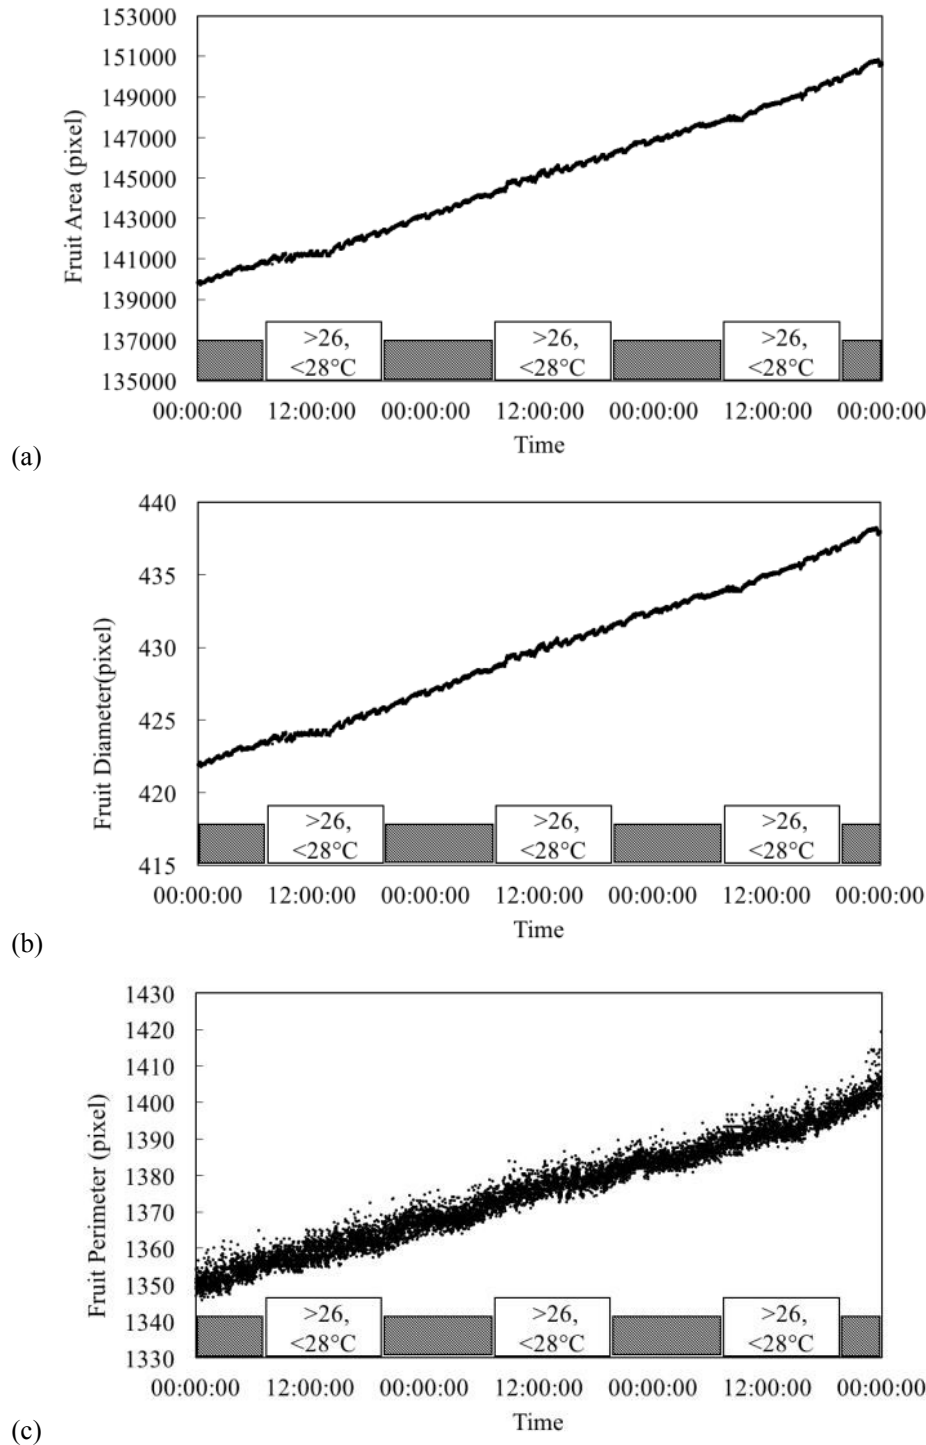 153000
151000
149000
147000
145000
143000
141000
139000
137000
135000
Fruit Area (pixel)
>26, >26, >26,
<28°C <28°C <28°C
00:00:00 12:00:00 00:00:00 12:00:00 00:00:00 12:00:00 00:00:00
Time
(a)
440
435
430
425
420
415
Fruit Diameter(pixel)
>26, >26, >26,
<28°C <28°C <28°C
00:00:00 12:00:00 00:00:00 12:00:00 00:00:00 12:00:00 00:00:00
Time
(b)
1430
1420
1410
1400
1390
1380
1370
1360
1350
1340
1330
Fruit Perimeter (pixel)
>26, >26, >26,
<28°C <28°C <28°C
00:00:00 12:00:00 00:00:00 12:00:00 00:00:00 12:00:00 00:00:00
Time
(c)